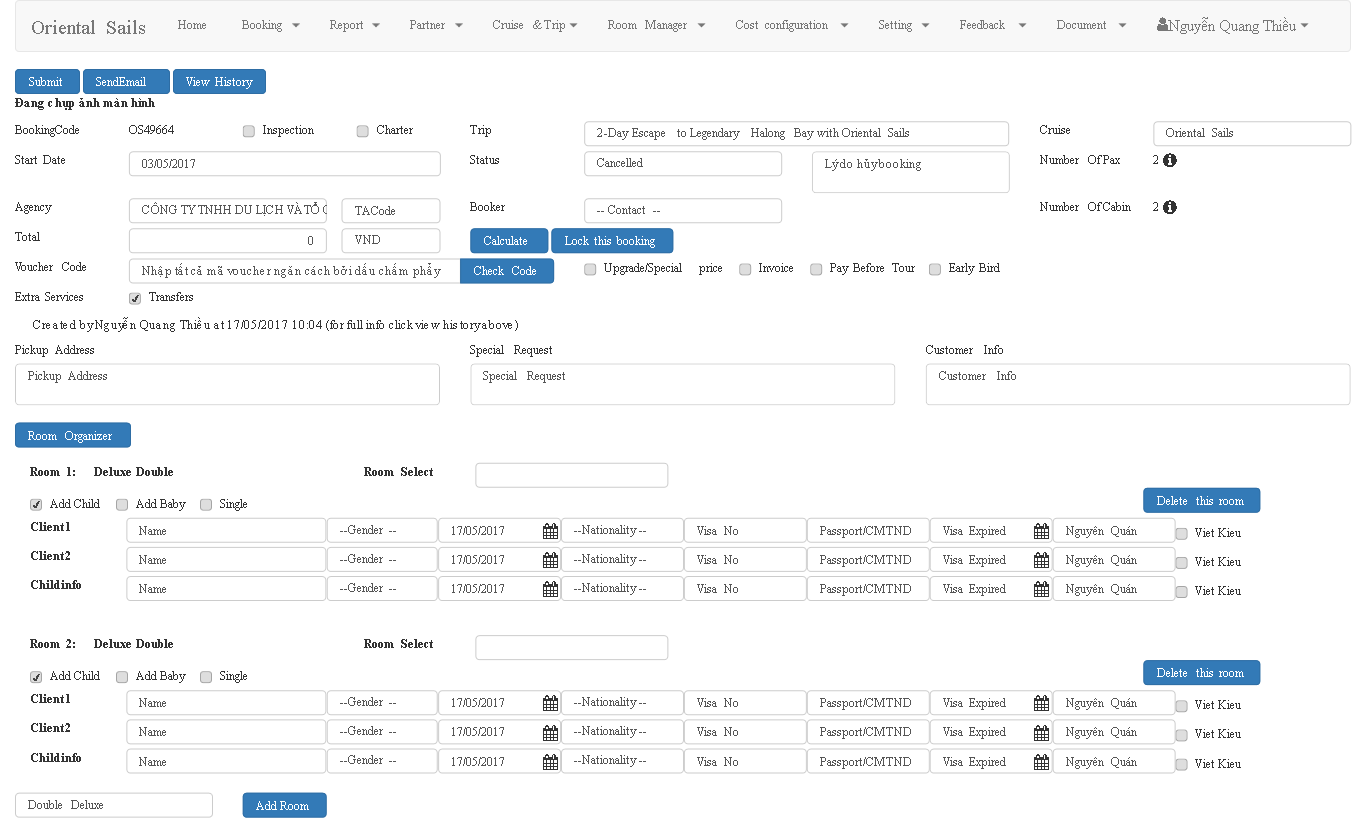 Oriental Sails Home Booking Report Partner Cruise & Trip Room Manager Cost configuration Setting Feedback Document Nguyễn Quang Thiều
Submit SendEmail View History
Đang chụp ảnh màn hình
BookingCode OS49664 Inspection Charter Trip 2-Day Escape to Legendary Halong Bay with Oriental Sails Cruise Oriental Sails
Start Date 03/05/2017 Status Cancelled Lý do hủy booking Number Of Pax 2
Agency CÔNG TY TNHH DU LỊCH VÀ TỔ C TACode Booker -- Contact -- Number Of Cabin 2
Total 0 VND Calculate Lock this booking
Voucher Code Nhập tất cả mã voucher ngăn cách bởi dấu chấm phẩy Check Code Upgrade/Special price Invoice Pay Before Tour Early Bird
Extra Services Transfers
Created by Nguyễn Quang Thiều at 17/05/2017 10:04 (for full info click view history above)
Pickup Address Special Request Customer Info
Pickup Address Special Request Customer Info
Room Organizer
Room 1: Deluxe Double Room Select
Add Child Add Baby Single Delete this room
Client1 Name --Gender -- 17/05/2017 --Nationality-- Visa No Passport/CMTND Visa Expired Nguyên Quán Viet Kieu
Client2 Name --Gender -- 17/05/2017 --Nationality-- Visa No Passport/CMTND Visa Expired Nguyên Quán Viet Kieu
Child info Name --Gender -- 17/05/2017 --Nationality-- Visa No Passport/CMTND Visa Expired Nguyên Quán Viet Kieu
Room 2: Deluxe Double Room Select
Add Child Add Baby Single Delete this room
Client1 Name --Gender -- 17/05/2017 --Nationality-- Visa No Passport/CMTND Visa Expired Nguyên Quán Viet Kieu
Client2 Name --Gender -- 17/05/2017 --Nationality-- Visa No Passport/CMTND Visa Expired Nguyên Quán Viet Kieu
Child info Name --Gender -- 17/05/2017 --Nationality-- Visa No Passport/CMTND Visa Expired Nguyên Quán Viet Kieu
Double Deluxe Add Room